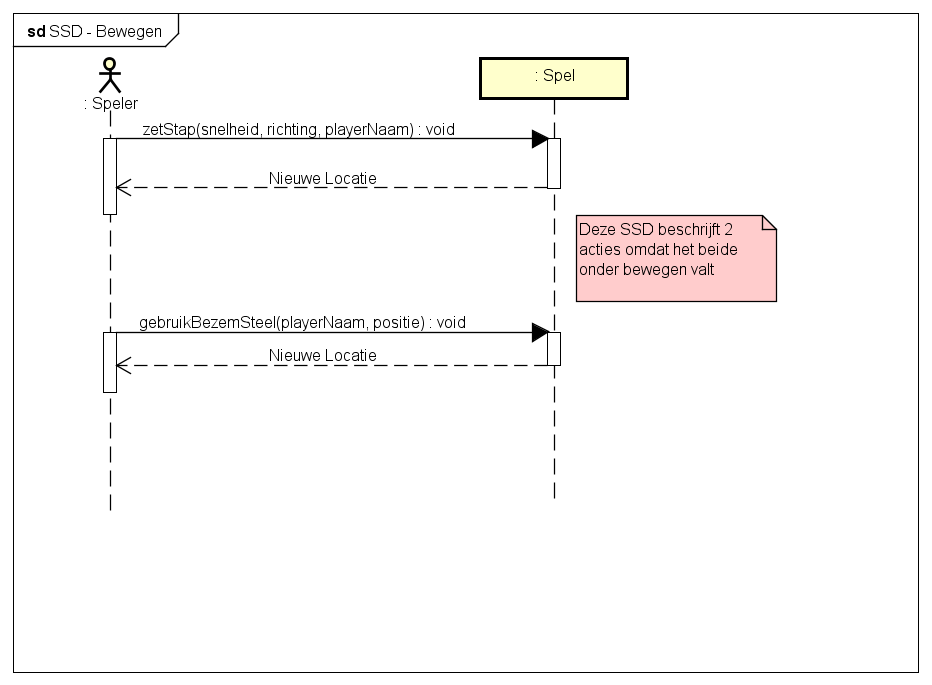 sd SSD - Bewegen
: Speler
: Spel
zetStap(snelheid, richting, playerNaam) : void
Nieuwe Locatie
Deze SSD beschrijft 2
acties omdat het beide
onder bewegen valt
gebruikBezemSteel(playerNaam, positie) : void
Nieuwe Locatie